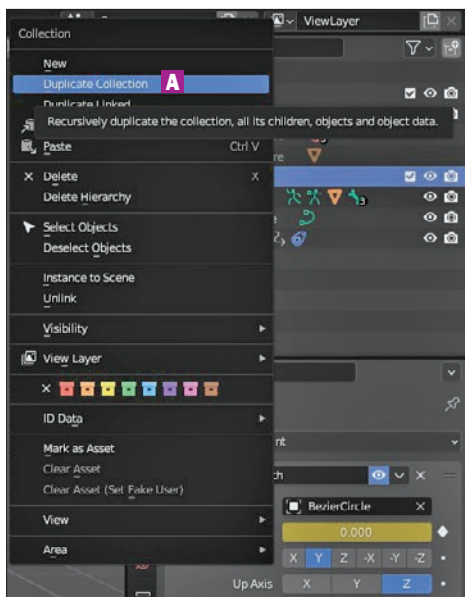 ViewLayer
Collection
New
Duplicate Collection A
Duplicate Linked
Recursively duplicate the collection, all its children, objects and object data.
Paste Ctrl V
Delete X
Delete Hierarchy
3
Select Objects
Deselect Objects
Instance to Scene
Unlink
Visibility
View Layer
ID Data
Mark as Asset
Clear Asset
Clear Asset (Set Fake User)
BezierCircle
0.000
View
X Y Z -X -Y -Z
Area
Up Axis X Y Z